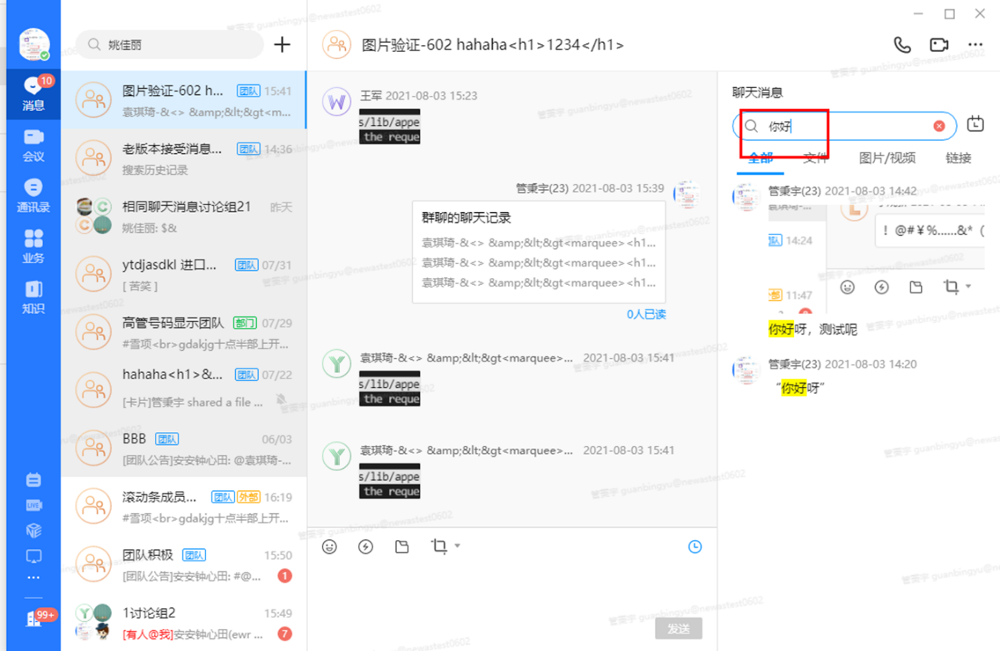 10
消息
会议
通讯录
业务
知识
LIVE
99+
姚佳丽
图片验证-602 h... 团队 15:41
袁琪琦-&<> &amp;&lt;&gt<m...
老版本接受消息... 团队 14:36
搜索历史记录
相同聊天消息讨论组21 昨天
姚佳丽: $&
ytdjasdkl 进口... 团队 07/31
[ 苦笑 ]
高管号码显示团队 部门 07/29
#雪项<br>gdakjg十点半部上开...
hahaha<h1>&... 团队 07/22
[卡片]管秉宇 shared a file ...
BBB 团队 06/03
[团队公告]安安钟心田: @袁琪琦-...
滚动条成员... 团队 外部 16:19
#雪项<br>gdakjg十点半部上开...
团队积极 团队 15:50
[团队公告]安安钟心田: #@... 1
1讨论组2 15:49
[有人@我]安安钟心田(ewr ... 7
图片验证-602 hahaha<h1>1234</h1>
王军 2021-08-03 15:23
s/lib/appe
the reque
管秉宇(23) 2021-08-03 15:39
群聊的聊天记录
袁琪琦-&<> &amp;&lt;&gt<marquee><h1...
袁琪琦-&<> &amp;&lt;&gt<marquee><h1...
袁琪琦-&<> &amp;&lt;&gt<marquee><h1...
0人已读
袁琪琦-&<> &amp;&lt;&gt<marquee>... 2021-08-03 15:41
s/lib/appe
the reque
袁琪琦-&<> &amp;&lt;&gt<marquee>... 2021-08-03 15:41
s/lib/appe
the reque
发送
聊天消息
你好
全部 文件 图片/视频 链接
管秉宇(23) 2021-08-03 14:42
！@#￥%......&*（
14:24
11:47
你好呀，测试呢
管秉宇(23) 2021-08-03 14:20
“你好呀”
管秉宇 guanbingyu@newastest0602